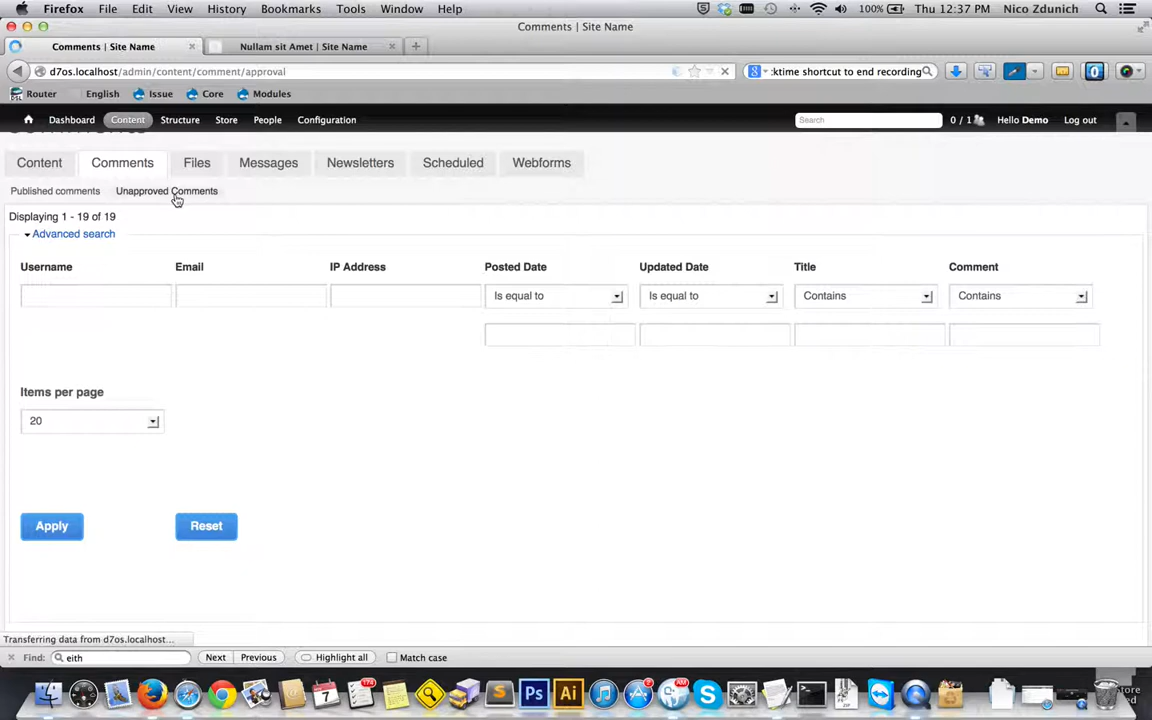 Firefox File Edit View History Bookmarks Tools Window Help 100% Thu 12:37 PM Nico Zdunich
Comments | Site Name
Comments | Site Name Nullam sit Amet | Site Name
d7os.localhost/admin/content/comment/approval :ktime shortcut to end recording
Router English Issue Core Modules
Dashboard Content Structure Store People Configuration Search 0 / 1 Hello Demo Log out
Content Comments Files Messages Newsletters Scheduled Webforms
Published comments Unapproved Comments
Displaying 1 - 19 of 19
Advanced search
Username Email IP Address Posted Date Updated Date Title Comment
Is equal to Is equal to Contains Contains
Items per page
20
Apply Reset
Transferring data from d7os.localhost...
Find: eith Next Previous Highlight all Match case